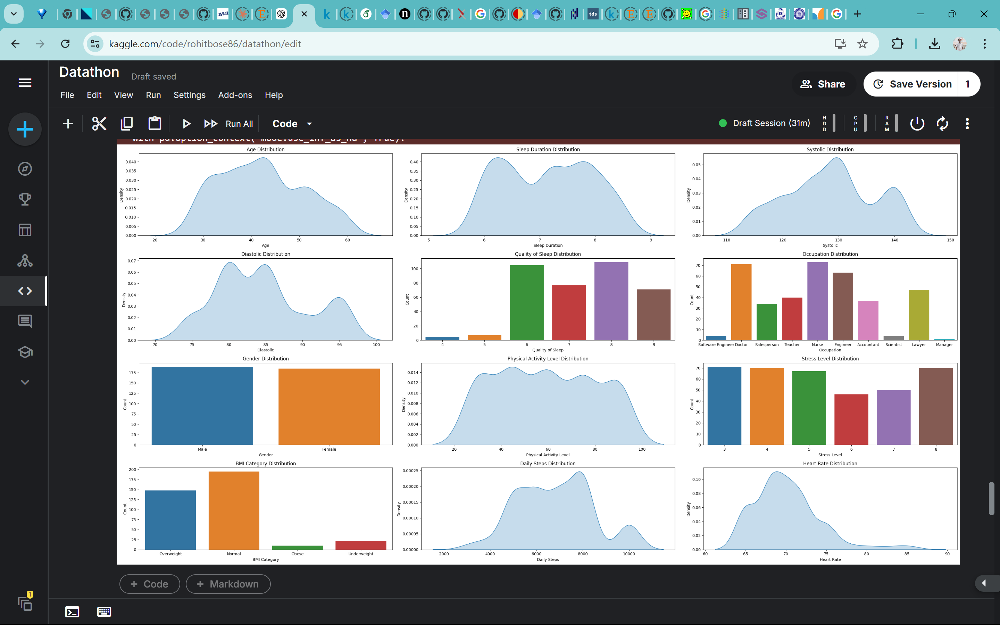 kaggle.com/code/rohitbose86/datathon/edit
Datathon
Draft saved
File Edit View Run Settings Add-ons Help
Share
Save Version 1
Run All
Code
Draft Session (31m)
HDD
CPU
RAM
with pd.option_context('mode.use_inf_as_na', True):
Age Distribution
Density
0.040
0.035
0.030
0.025
0.020
0.015
0.010
0.005
0.000
20 30 40 50 60
Age
Sleep Duration Distribution
Density
0.40
0.35
0.30
0.25
0.20
0.15
0.10
0.05
0.00
5 6 7 8 9
Sleep Duration
Systolic Distribution
Density
0.05
0.04
0.03
0.02
0.01
0.00
110 120 130 140 150
Systolic
Diastolic Distribution
Density
0.07
0.06
0.05
0.04
0.03
0.02
0.01
0.00
70 75 80 85 90 95 100
Diastolic
Quality of Sleep Distribution
Count
100
80
60
40
20
0
4 5 6 7 8 9
Quality of Sleep
Occupation Distribution
Count
70
60
50
40
30
20
10
0
Software Engineer Doctor Salesperson Teacher Nurse Engineer Accountant Scientist Lawyer Manager
Occupation
Gender Distribution
Count
175
150
125
100
75
50
25
0
Male Female
Gender
Physical Activity Level Distribution
Density
0.014
0.012
0.010
0.008
0.006
0.004
0.002
0.000
20 40 60 80 100
Physical Activity Level
Stress Level Distribution
Count
70
60
50
40
30
20
10
0
3 4 5 6 7 8
Stress Level
BMI Category Distribution
Count
200
175
150
125
100
75
50
25
0
Overweight Normal Obese Underweight
BMI Category
Daily Steps Distribution
Density
0.00025
0.00020
0.00015
0.00010
0.00005
0.00000
2000 4000 6000 8000 10000
Daily Steps
Heart Rate Distribution
Density
0.10
0.08
0.06
0.04
0.02
0.00
60 65 70 75 80 85 90
Heart Rate
+ Code
+ Markdown
1
JMLR
tds